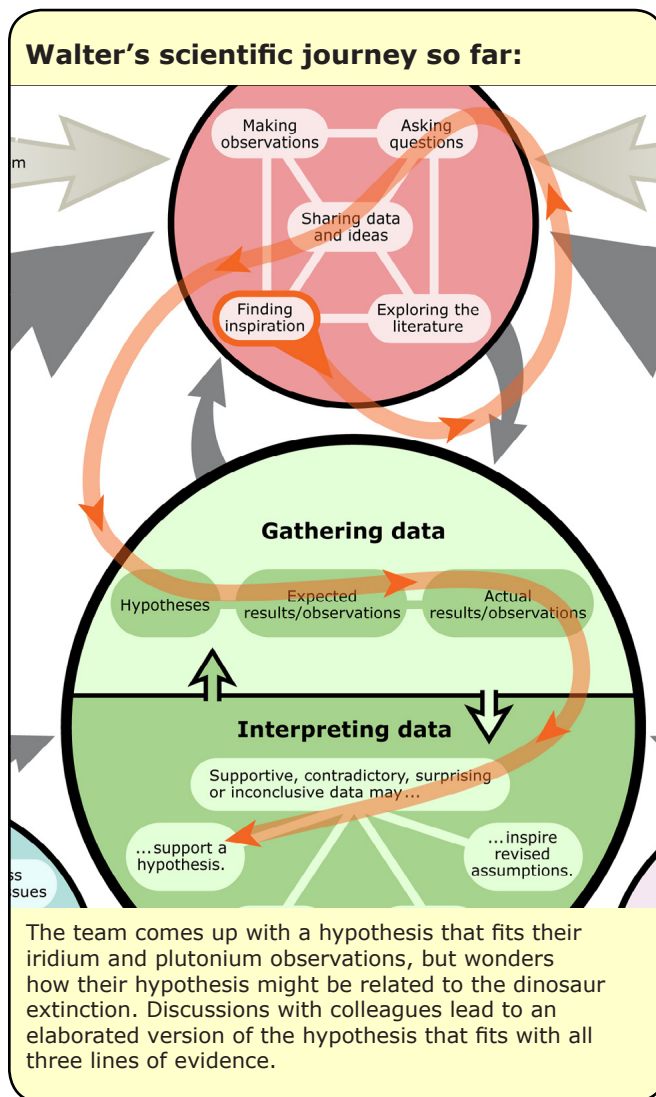 Walter’s scientific journey so far:
m
Making
observations
Asking
questions
Sharing data
and ideas
Finding
inspiration
Exploring the
literature
Gathering data
Hypotheses
Expected
results/observations
Actual
results/observations
Interpreting data
Supportive, contradictory, surprising
or inconclusive data may...
...support a
hypothesis.
...inspire
revised
assumptions.
ss
ssues
The team comes up with a hypothesis that fits their
iridium and plutonium observations, but wonders
how their hypothesis might be related to the dinosaur
extinction. Discussions with colleagues lead to an
elaborated version of the hypothesis that fits with all
three lines of evidence.